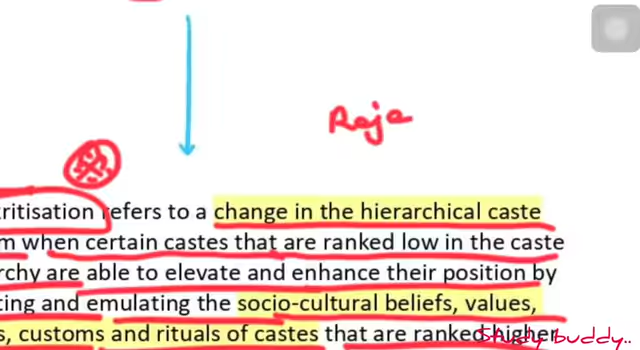 Raja
kritisation refers to a change in the hierarchical caste
m when certain castes that are ranked low in the caste
rchy are able to elevate and enhance their position by
ting and emulating the socio-cultural beliefs, values,
s, customs and rituals of castes that are ranked higher
Study buddy..